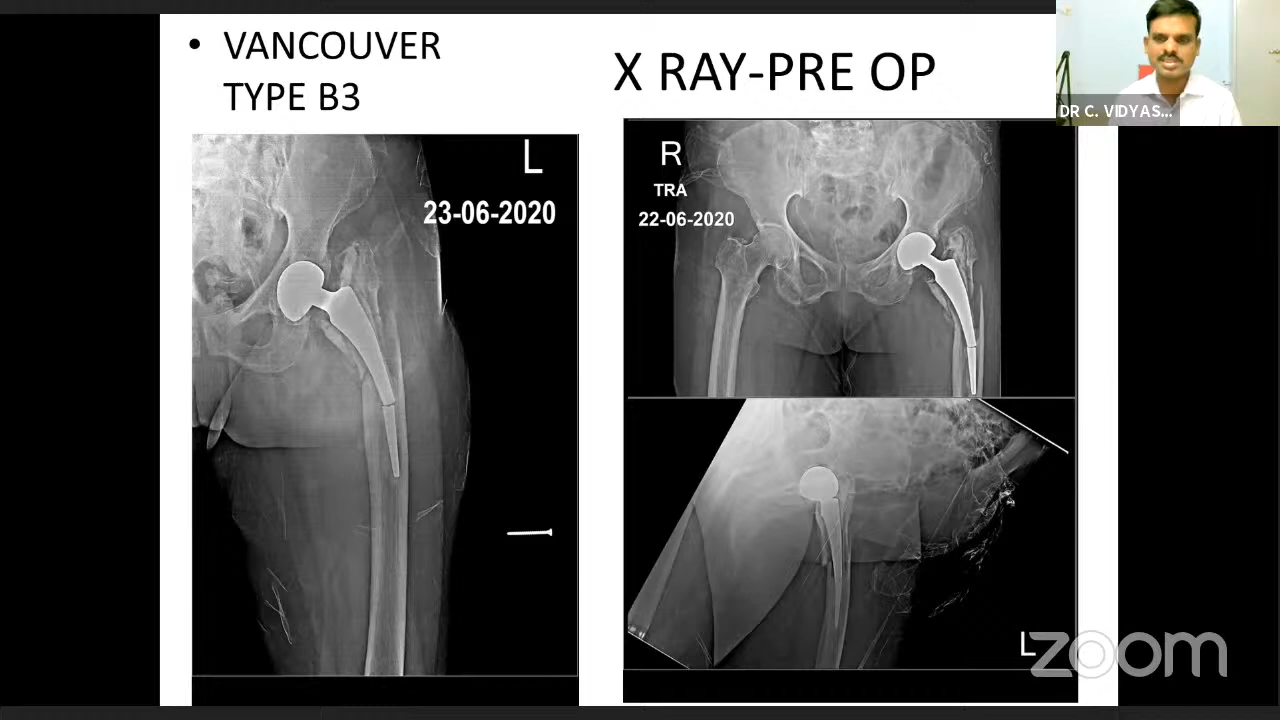 • VANCOUVER
TYPE B3
X RAY-PRE OP
DR C. VIDYAS...
L
23-06-2020
R
TRA
22-06-2020
L
zoom